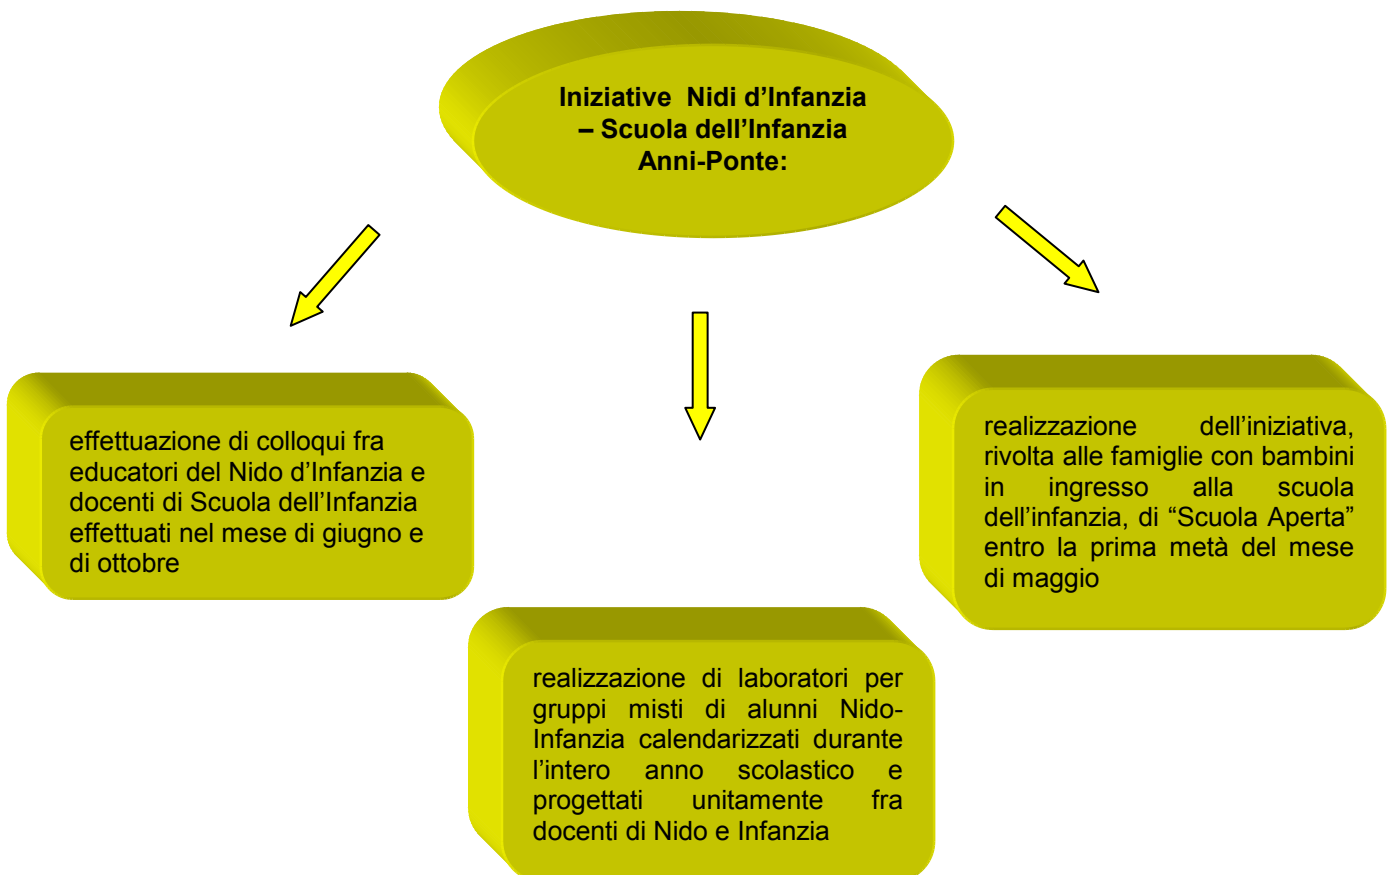 Iniziative Nidi d’Infanzia
– Scuola dell’Infanzia
Anni-Ponte:
effettuazione di colloqui fra
educatori del Nido d’Infanzia e
docenti di Scuola dell’Infanzia
effettuati nel mese di giugno e
di ottobre
realizzazione di laboratori per
gruppi misti di alunni Nido-
Infanzia calendarizzati durante
l’intero anno scolastico e
progettati unitamente fra
docenti di Nido e Infanzia
realizzazione dell’iniziativa,
rivolta alle famiglie con bambini
in ingresso alla scuola
dell’infanzia, di “Scuola Aperta”
entro la prima metà del mese
di maggio